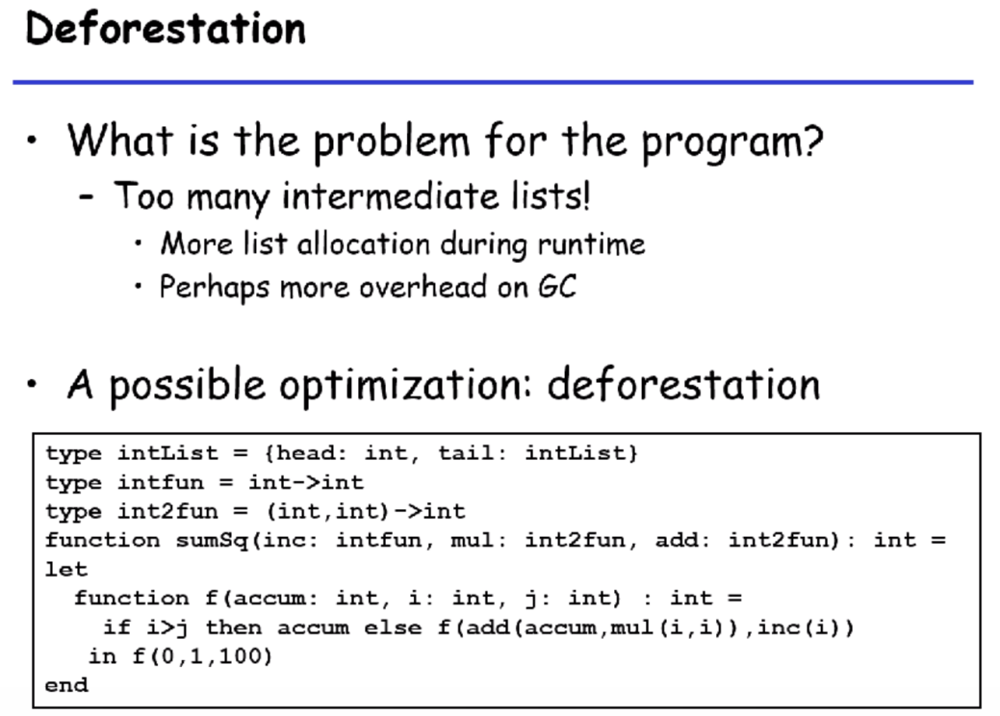 Deforestation
• What is the problem for the program?
– Too many intermediate lists!
• More list allocation during runtime
• Perhaps more overhead on GC
• A possible optimization: deforestation
type intList = {head: int, tail: intList}
type intfun = int->int
type int2fun = (int,int)->int
function sumSq(inc: intfun, mul: int2fun, add: int2fun): int =
let
  function f(accum: int, i: int, j: int) : int =
    if i>j then accum else f(add(accum,mul(i,i)),inc(i))
   in f(0,1,100)
end